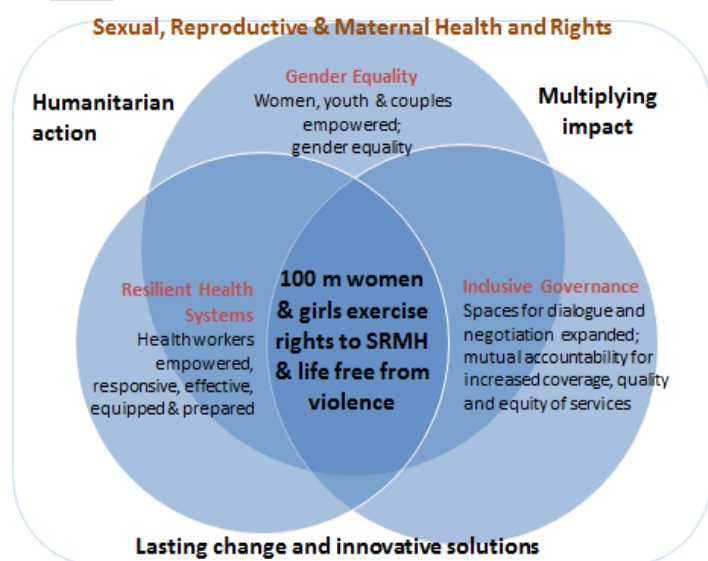 Sexual, Reproductive & Maternal Health and Rights
Humanitarian
action
Gender Equality
Women, youth & couples
empowered;
gender equality
Multiplying
impact
Resilient Health
Systems
Health workers
empowered,
responsive, effective,
equipped & prepared
100 m women
& girls exercise
rights to SRMH
& life free from
violence
Inclusive Governance
Spaces for dialogue and
negotiation expanded;
mutual accountability for
increased coverage, quality
and equity of services
Lasting change and innovative solutions